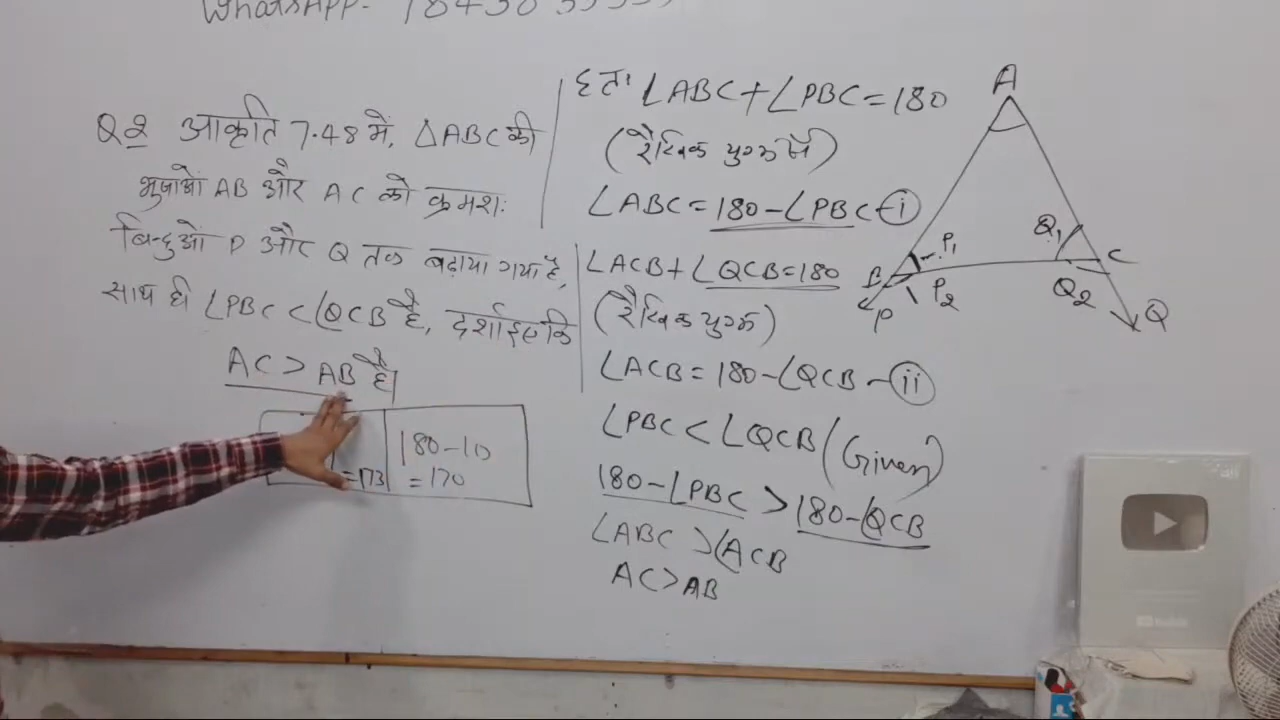 WhatsAPP-
Q2 आकृति 7.48 में, △ABC की
भुजाओं AB और AC को क्रमशः
बिन्दुओं P और Q तक बढ़ाया गया है,
साथ ही ∠PBC < ∠QCB है, दर्शाइए कि
AC > AB है
=173
180-10
=170
हल: ∠ABC + ∠PBC = 180
(रैखिक युग्म से)
∠ABC = 180 - ∠PBC - i
∠ACB + ∠QCB = 180
(रैखिक युग्म)
∠ACB = 180 - ∠QCB - ii
∠PBC < ∠QCB (Given)
180 - ∠PBC > 180 - ∠QCB
∠ABC > ∠ACB
AC > AB
A
Q1
P1
B
C
P2
Q2
P
Q